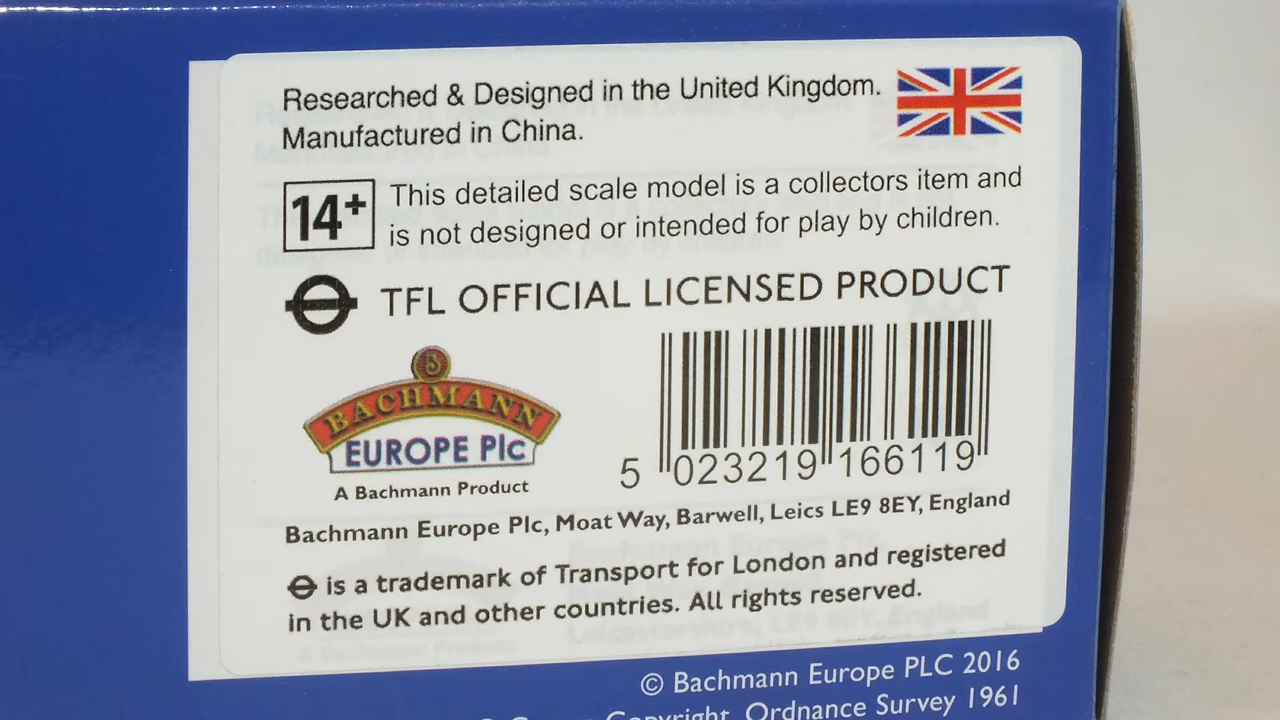 Researched & Designed in the United Kingdom.
Manufactured in China.
14+
This detailed scale model is a collectors item and
is not designed or intended for play by children.
TFL OFFICIAL LICENSED PRODUCT
B
BACHMANN
EUROPE Plc
A Bachmann Product
5 023219 166119
Bachmann Europe Plc, Moat Way, Barwell, Leics LE9 8EY, England
is a trademark of Transport for London and registered
in the UK and other countries. All rights reserved.
© Bachmann Europe PLC 2016
Copyright, Ordnance Survey 1961